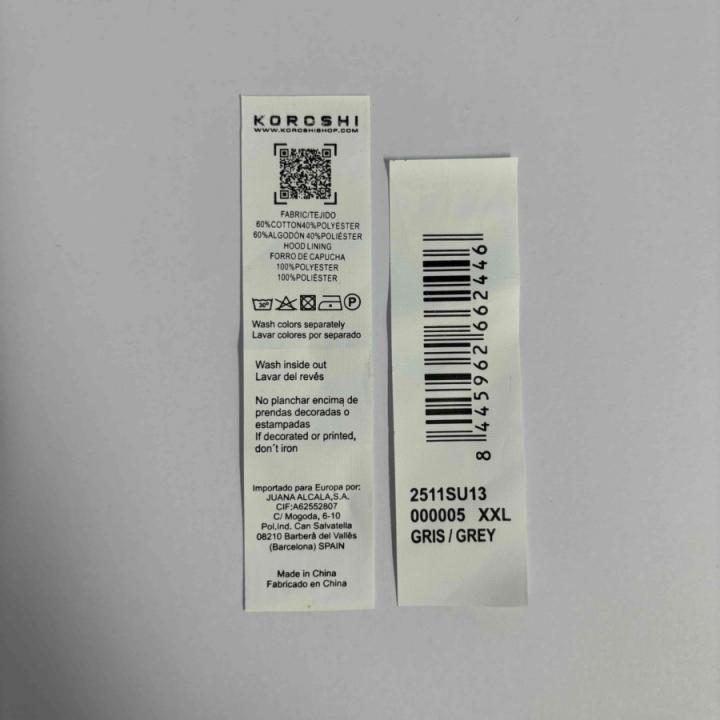 KOROSHI
WWW.KOROSHISHOP.COM
FABRIC/TEJIDO
60%COTTON40%POLYESTER
60%ALGODÓN 40%POLIÉSTER
HOOD LINING
FORRO DE CAPUCHA
100%POLYESTER
100%POLIÉSTER
30° P
Wash colors separately
Lavar colores por separado
Wash inside out
Lavar del revés
No planchar encima de
prendas decoradas o
estampadas
If decorated or printed,
don´t iron
Importado para Europa por:
JUANA ALCALA,S.A.
CIF:A62552807
C/ Mogoda, 6-10
Pol.Ind. Can Salvatella
08210 Barberà del Vallès
(Barcelona) SPAIN
Made in China
Fabricado en China
8 445962 662446
2511SU13
000005 XXL
GRIS / GREY